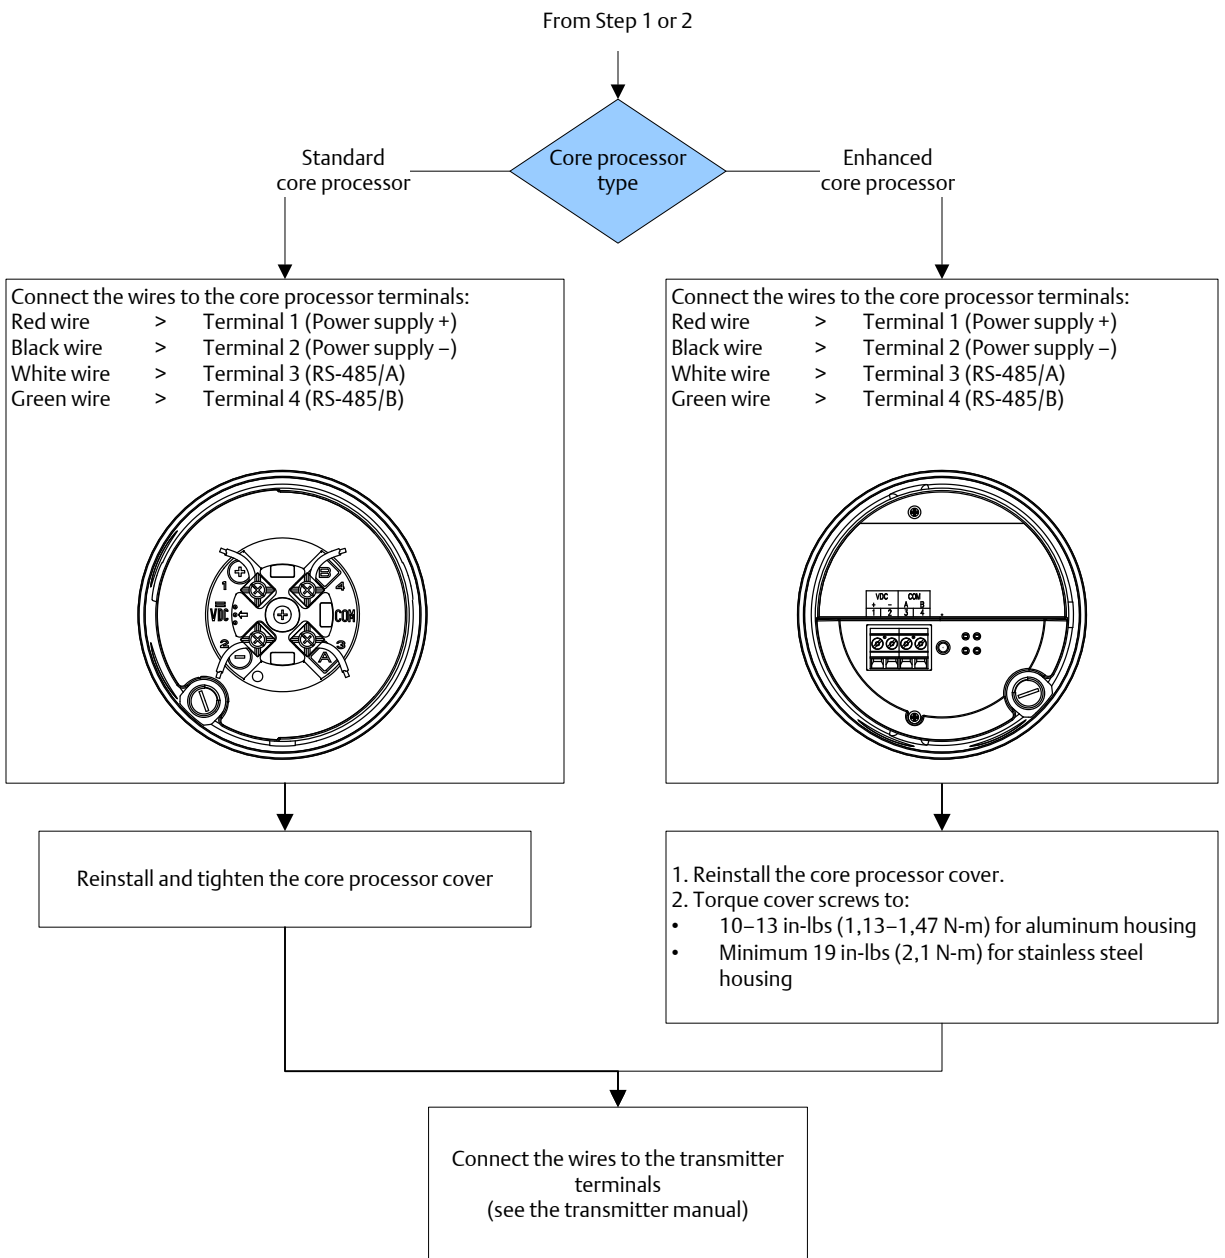 From Step 1 or 2
Core processor
type
Standard
core processor
Enhanced
core processor
Connect the wires to the core processor terminals:
Red wire > Terminal 1 (Power supply +)
Black wire > Terminal 2 (Power supply –)
White wire > Terminal 3 (RS-485/A)
Green wire > Terminal 4 (RS-485/B)
+ B
1 4
VDC COM
2 3
– A
Connect the wires to the core processor terminals:
Red wire > Terminal 1 (Power supply +)
Black wire > Terminal 2 (Power supply –)
White wire > Terminal 3 (RS-485/A)
Green wire > Terminal 4 (RS-485/B)
VDC COM
+ - A B
1 2 3 4
Reinstall and tighten the core processor cover
1. Reinstall the core processor cover.
2. Torque cover screws to:
• 10–13 in-lbs (1,13–1,47 N-m) for aluminum housing
• Minimum 19 in-lbs (2,1 N-m) for stainless steel
housing
Connect the wires to the transmitter
terminals
(see the transmitter manual)